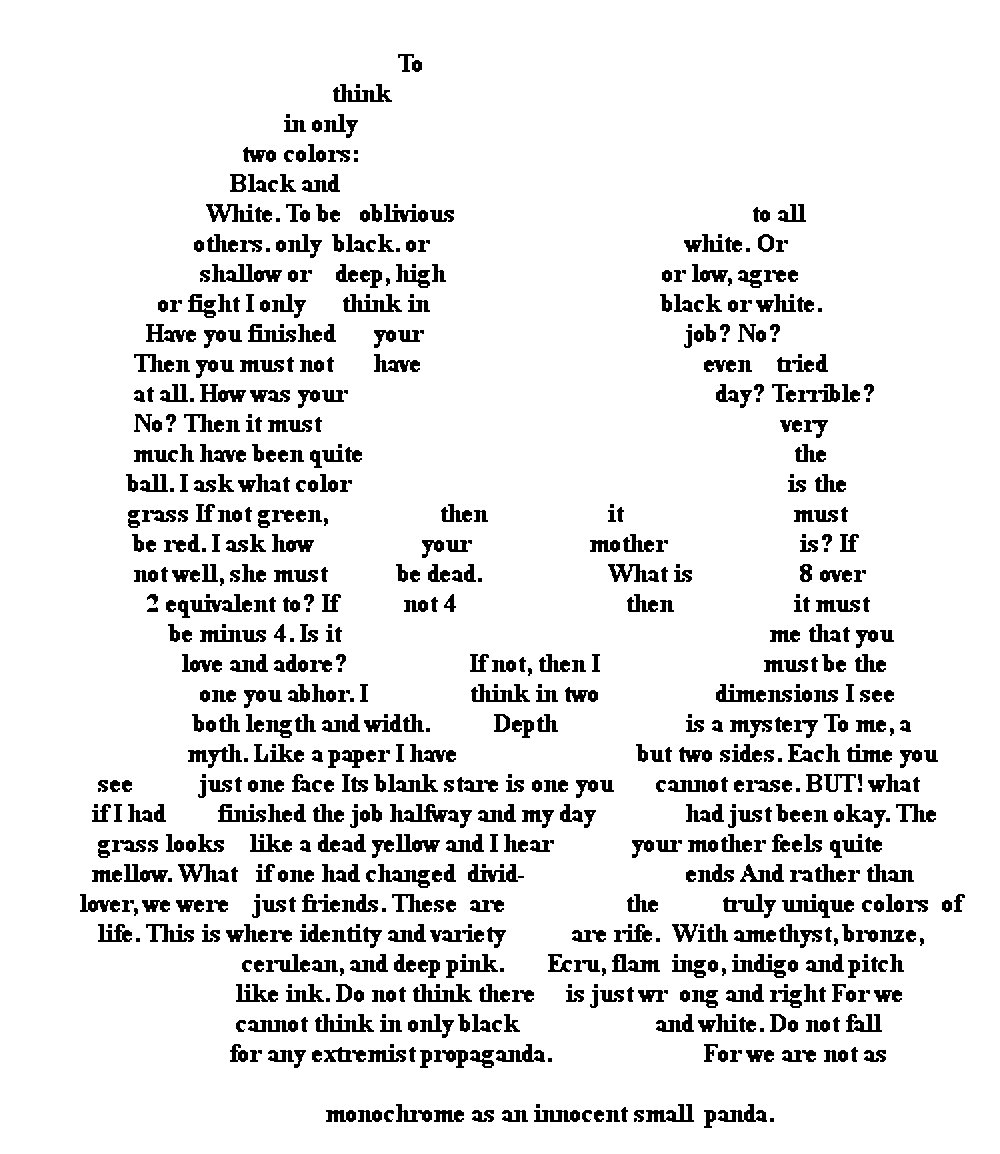 To
think
in only
two colors:
Black and
White. To be oblivious to all
others. only black. or white. Or
shallow or deep, high or low, agree
or fight I only think in black or white.
Have you finished your job? No?
Then you must not have even tried
at all. How was your day? Terrible?
No? Then it must very
much have been quite the
ball. I ask what color is the
grass If not green, then it must
be red. I ask how your mother is? If
not well, she must be dead. What is 8 over
2 equivalent to? If not 4 then it must
be minus 4. Is it me that you
love and adore? If not, then I must be the
one you abhor. I think in two dimensions I see
both length and width. Depth is a mystery To me, a
myth. Like a paper I have but two sides. Each time you
see just one face Its blank stare is one you cannot erase. BUT! what
if I had finished the job halfway and my day had just been okay. The
grass looks like a dead yellow and I hear your mother feels quite
mellow. What if one had changed divid- ends And rather than
lover, we were just friends. These are the truly unique colors of
life. This is where identity and variety are rife. With amethyst, bronze,
cerulean, and deep pink. Ecru, flam ingo, indigo and pitch
like ink. Do not think there is just wr ong and right For we
cannot think in only black and white. Do not fall
for any extremist propaganda. For we are not as
monochrome as an innocent small panda.